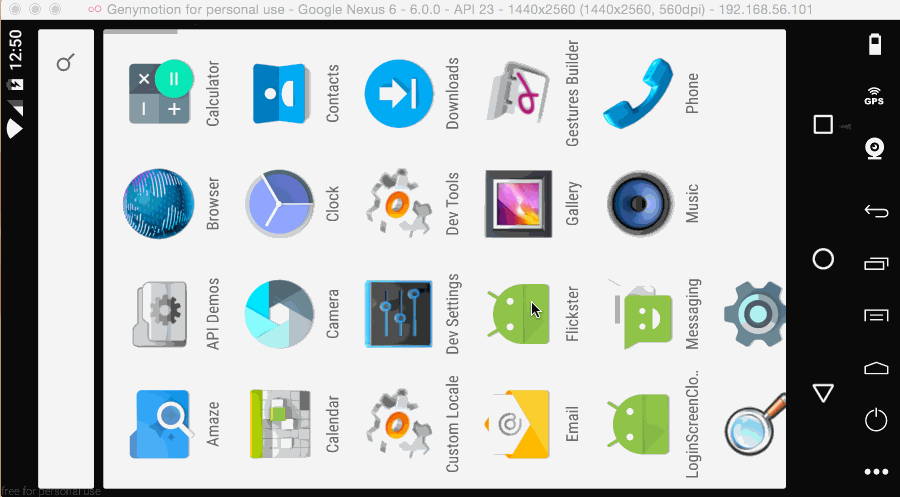 Genymotion for personal use - Google Nexus 6 - 6.0.0 - API 23 - 1440x2560 (1440x2560, 560dpi) - 192.168.56.101
12:50
Amaze
API Demos
Browser
Calculator
Calendar
Camera
Clock
Contacts
Custom Locale
Dev Settings
Dev Tools
Downloads
Email
Flickster
Gallery
Gestures Builder
LoginScreenClo..
Messaging
Music
Phone
GPS
free for personal use